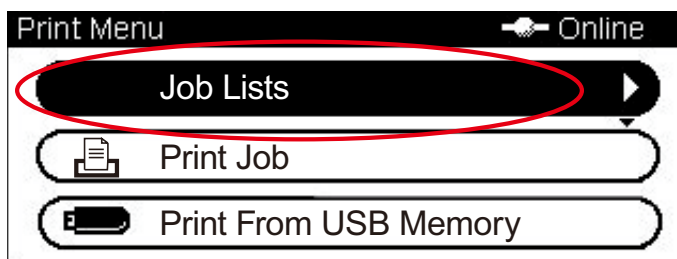 Print Menu Online
Job Lists
Print Job
Print From USB Memory